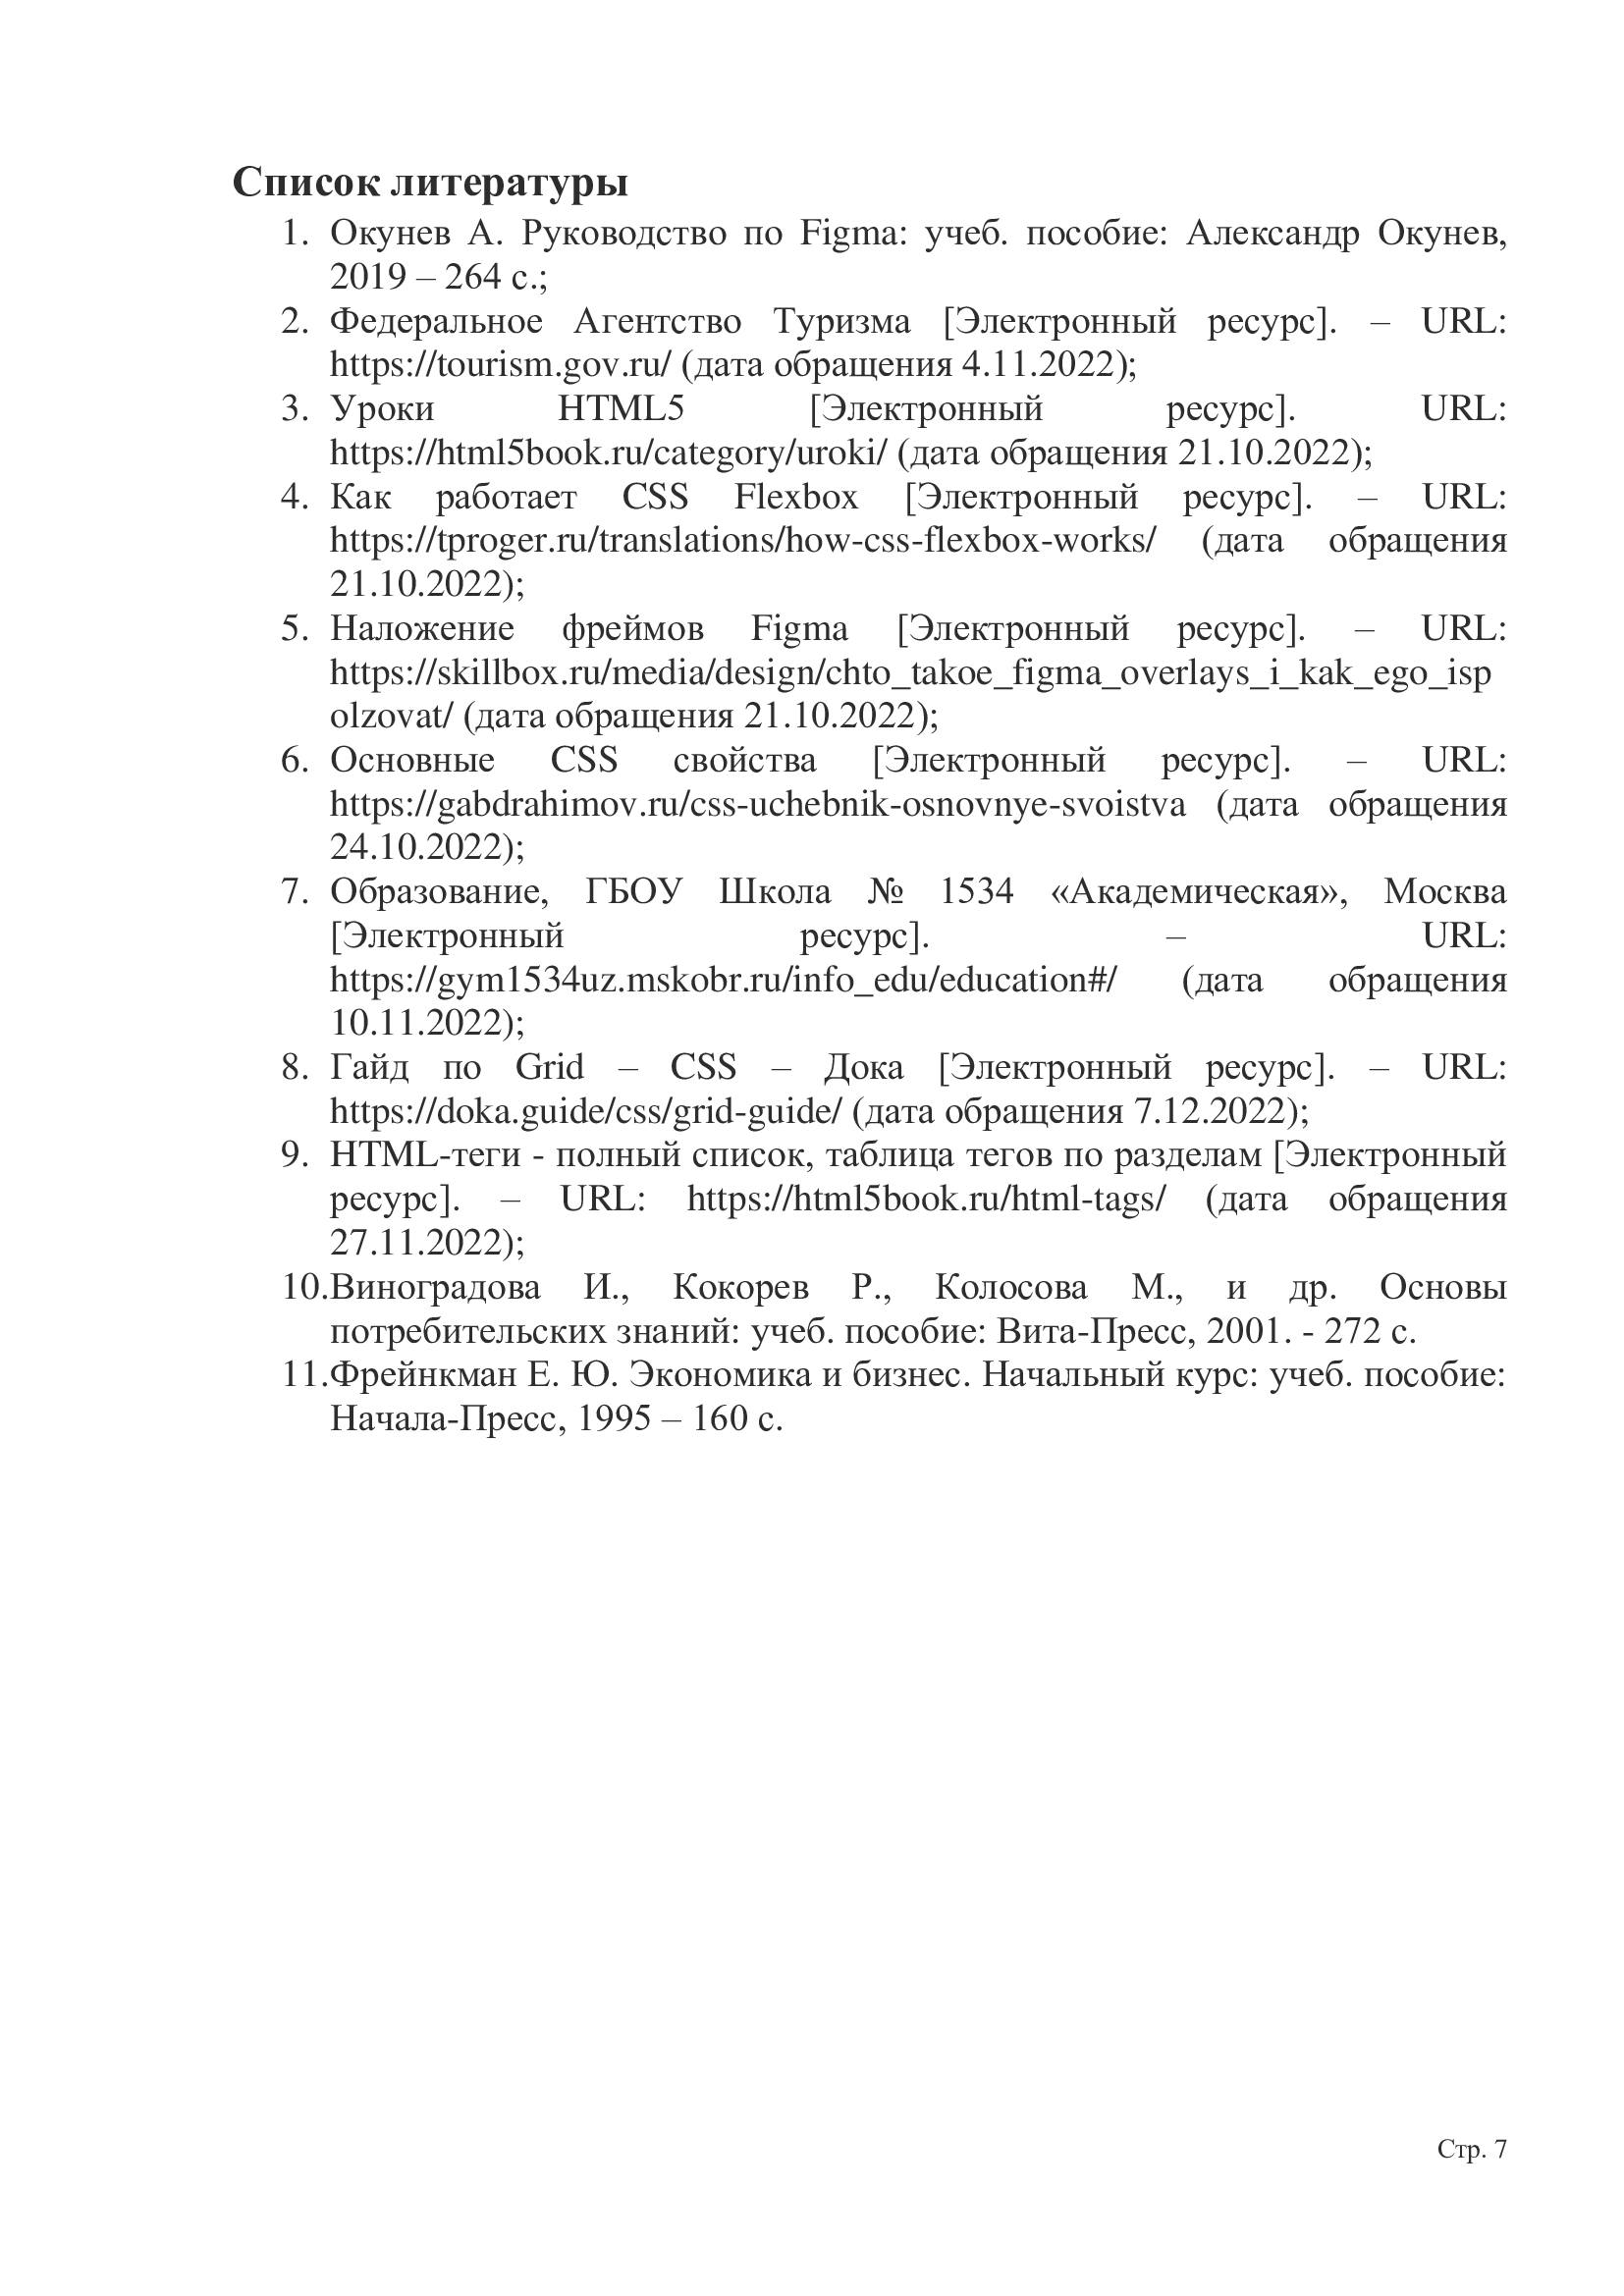 Список литературы
1. Окунев А. Руководство по Figma: учеб. пособие: Александр Окунев,
2019 – 264 с.;
2. Федеральное Агентство Туризма [Электронный ресурс]. – URL:
https://tourism.gov.ru/ (дата обращения 4.11.2022);
3. Уроки HTML5 [Электронный ресурс]. URL:
https://html5book.ru/category/uroki/ (дата обращения 21.10.2022);
4. Как работает CSS Flexbox [Электронный ресурс]. – URL:
https://tproger.ru/translations/how-css-flexbox-works/ (дата обращения
21.10.2022);
5. Наложение фреймов Figma [Электронный ресурс]. – URL:
https://skillbox.ru/media/design/chto_takoe_figma_overlays_i_kak_ego_isp
olzovat/ (дата обращения 21.10.2022);
6. Основные CSS свойства [Электронный ресурс]. – URL:
https://gabdrahimov.ru/css-uchebnik-osnovnye-svoistva (дата обращения
24.10.2022);
7. Образование, ГБОУ Школа № 1534 «Академическая», Москва
[Электронный ресурс]. – URL:
https://gym1534uz.mskobr.ru/info_edu/education#/ (дата обращения
10.11.2022);
8. Гайд по Grid – CSS – Дока [Электронный ресурс]. – URL:
https://doka.guide/css/grid-guide/ (дата обращения 7.12.2022);
9. HTML-теги - полный список, таблица тегов по разделам [Электронный
ресурс]. – URL: https://html5book.ru/html-tags/ (дата обращения
27.11.2022);
10.Виноградова И., Кокорев Р., Колосова М., и др. Основы
потребительских знаний: учеб. пособие: Вита-Пресс, 2001. - 272 с.
11.Фрейнкман Е. Ю. Экономика и бизнес. Начальный курс: учеб. пособие:
Начала-Пресс, 1995 – 160 с.
Стр. 7